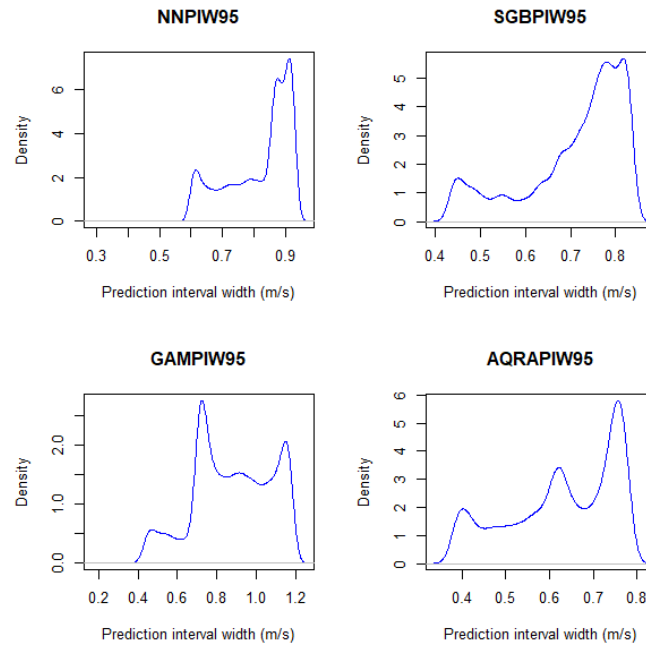 NNPIW95
Density
0 2 4 6
0.3 0.5 0.7 0.9
Prediction interval width (m/s)
SGBPIW95
Density
0 1 2 3 4 5
0.4 0.5 0.6 0.7 0.8
Prediction interval width (m/s)
GAMPIW95
Density
0.0 1.0 2.0
0.2 0.4 0.6 0.8 1.0 1.2
Prediction interval width (m/s)
AQRAPIW95
Density
0 1 2 3 4 5 6
0.4 0.5 0.6 0.7 0.8
Prediction interval width (m/s)